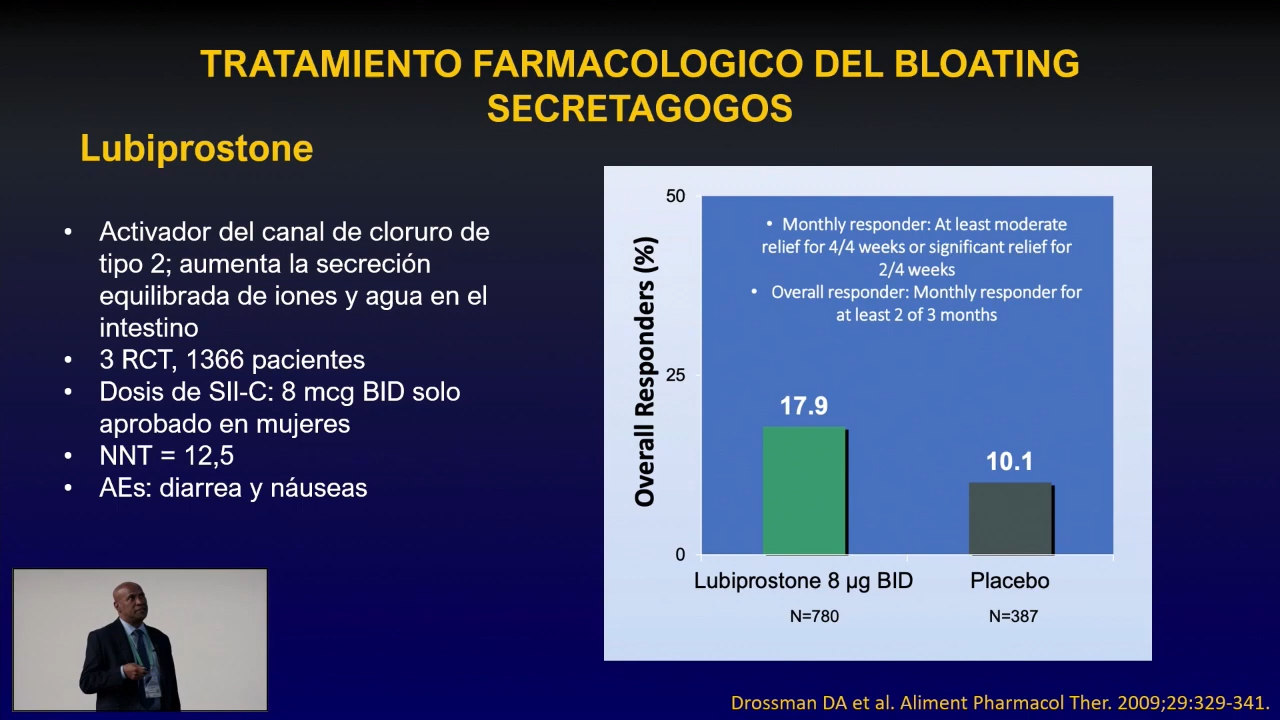 TRATAMIENTO FARMACOLOGICO DEL BLOATING
SECRETAGOGOS
Lubiprostone
• Activador del canal de cloruro de
tipo 2; aumenta la secreción
equilibrada de iones y agua en el
intestino
• 3 RCT, 1366 pacientes
• Dosis de SII-C: 8 mcg BID solo
aprobado en mujeres
• NNT = 12,5
• AEs: diarrea y náuseas
Overall Responders (%)
50
25
0
• Monthly responder: At least moderate
relief for 4/4 weeks or significant relief for
2/4 weeks
• Overall responder: Monthly responder for
at least 2 of 3 months
17.9
10.1
Lubiprostone 8 µg BID
Placebo
N=780
N=387
Drossman DA et al. Aliment Pharmacol Ther. 2009;29:329-341.